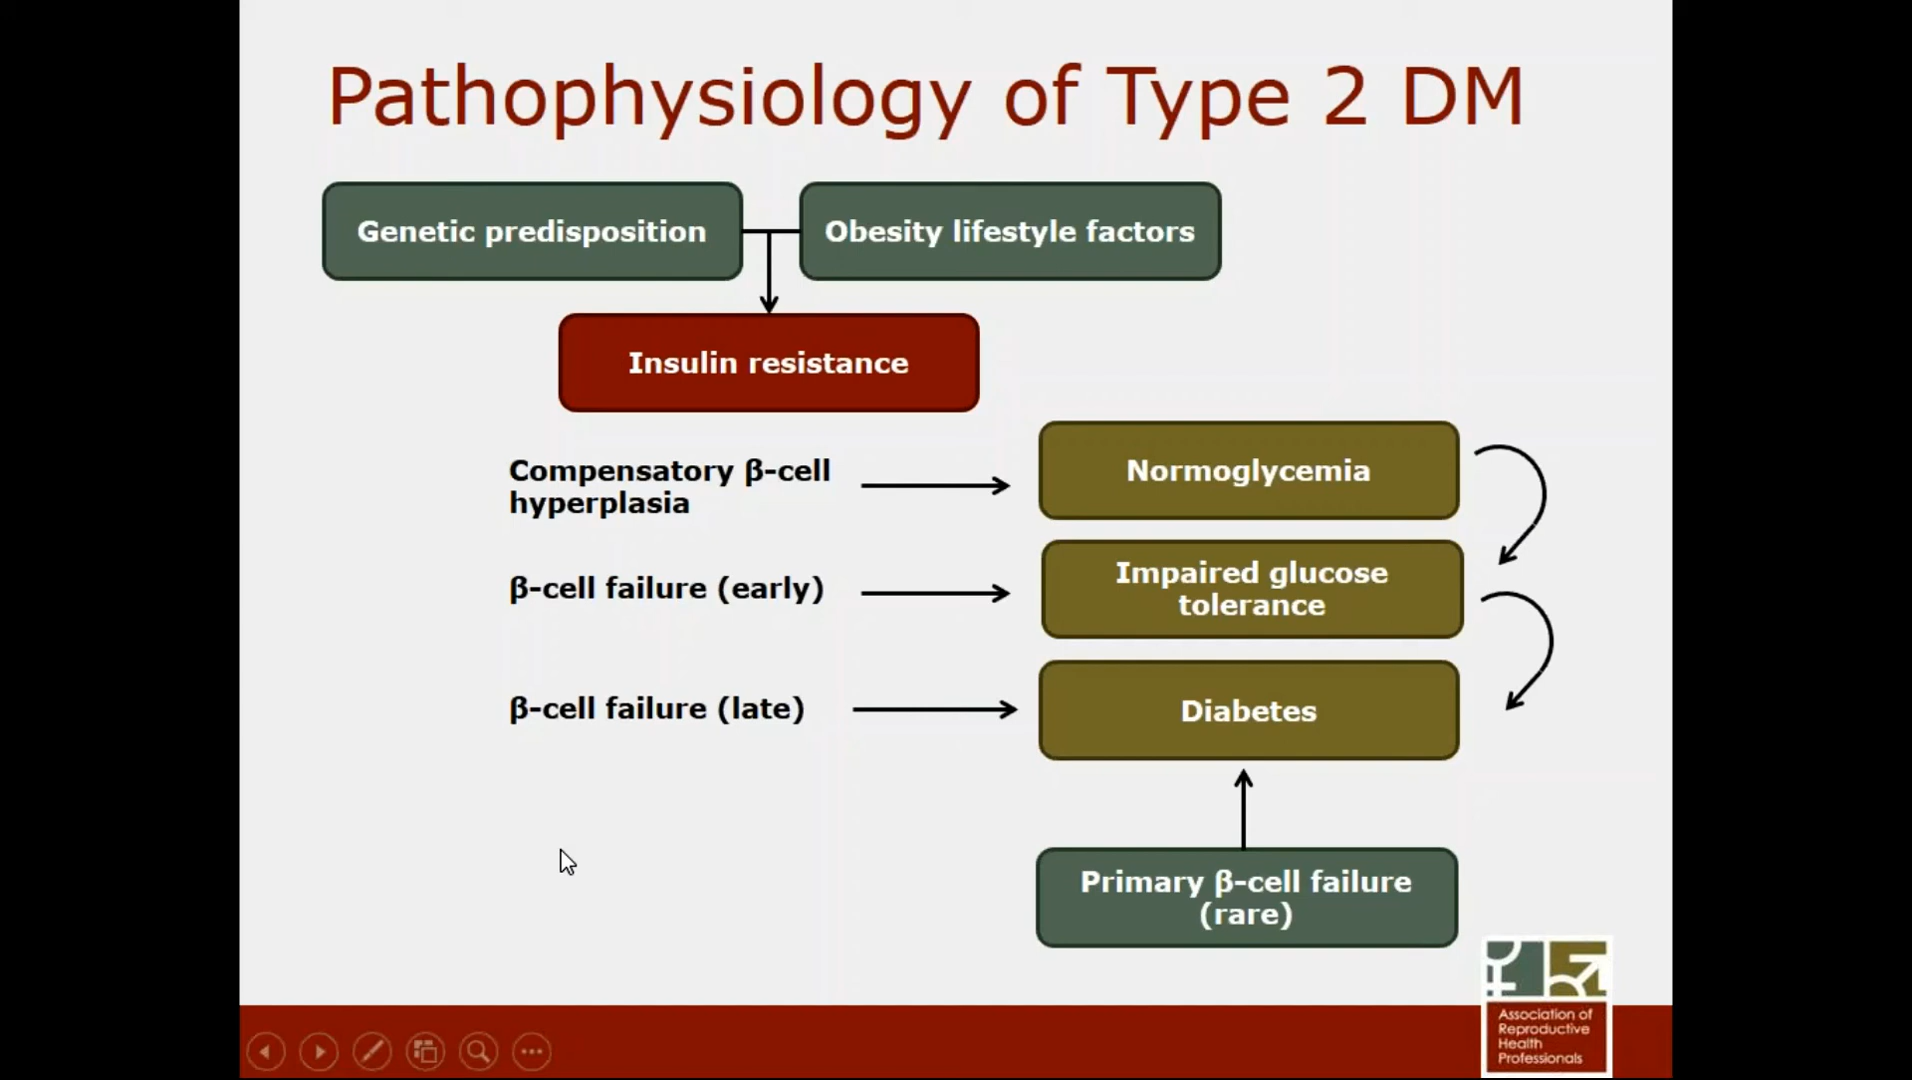 Pathophysiology of Type 2 DM
Genetic predisposition
Obesity lifestyle factors
Insulin resistance
Compensatory β-cell
hyperplasia
Normoglycemia
β-cell failure (early)
Impaired glucose
tolerance
β-cell failure (late)
Diabetes
Primary β-cell failure
(rare)
Association of
Reproductive
Health
Professionals